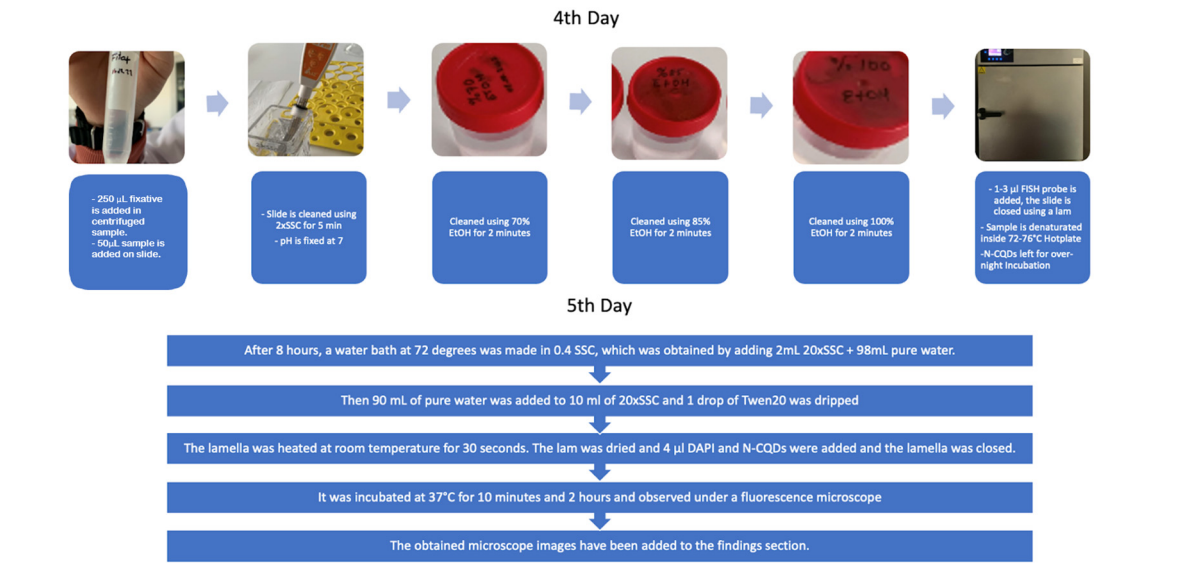 4th Day
Fiksatif
%70
EtOH
%85
EtOH
% 100
EtOH
- 250 µL fixative
is added in
centrifuged
sample.
- 50µL sample is
added on slide.
- Slide is cleaned using
2xSSC for 5 min
- pH is fixed at 7
Cleaned using 70%
EtOH for 2 minutes
Cleaned using 85%
EtOH for 2 minutes
Cleaned using 100%
EtOH for 2 minutes
- 1-3 µl FISH probe is
added, the slide is
closed using a lam
- Sample is denaturated
inside 72-76°C Hotplate
-N-CQDs left for over-
night Incubation
5th Day
After 8 hours, a water bath at 72 degrees was made in 0.4 SSC, which was obtained by adding 2mL 20xSSC + 98mL pure water.
Then 90 mL of pure water was added to 10 ml of 20xSSC and 1 drop of Twen20 was dripped
The lamella was heated at room temperature for 30 seconds. The lam was dried and 4 µl DAPI and N-CQDs were added and the lamella was closed.
It was incubated at 37°C for 10 minutes and 2 hours and observed under a fluorescence microscope
The obtained microscope images have been added to the findings section.